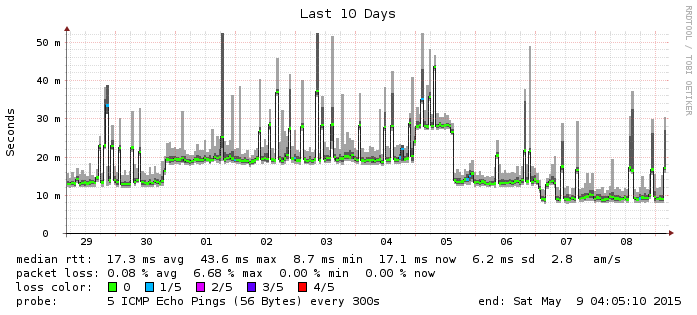 Last 10 Days
RRDTOOL / TOBI OETIKER
Seconds
50 m
40 m
30 m
20 m
10 m
0
29 30 01 02 03 04 05 06 07 08
median rtt: 17.3 ms avg 43.6 ms max 8.7 ms min 17.1 ms now 6.2 ms sd 2.8 am/s
packet loss: 0.08 % avg 6.68 % max 0.00 % min 0.00 % now
loss color: 0 1/5 2/5 3/5 4/5
probe: 5 ICMP Echo Pings (56 Bytes) every 300s end: Sat May 9 04:05:10 2015